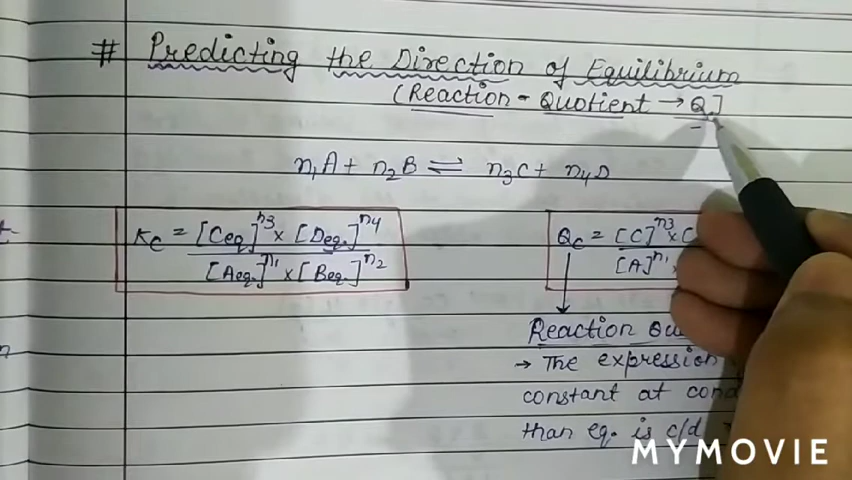 # Predicting the Direction of Equilibrium
(Reaction - Quotient → Q]
n₁A + n₂B ⇌ n₃C + n₄D
Kc = [Ceq]^n3 × [Deq.]^n4
[Aeq.]^n1 × [Beq.]^n2
Qc = [C]^n3 ×
[A]^n1
Reaction
→ The expression
constant at
than eq. is c/d
MYMOVIE